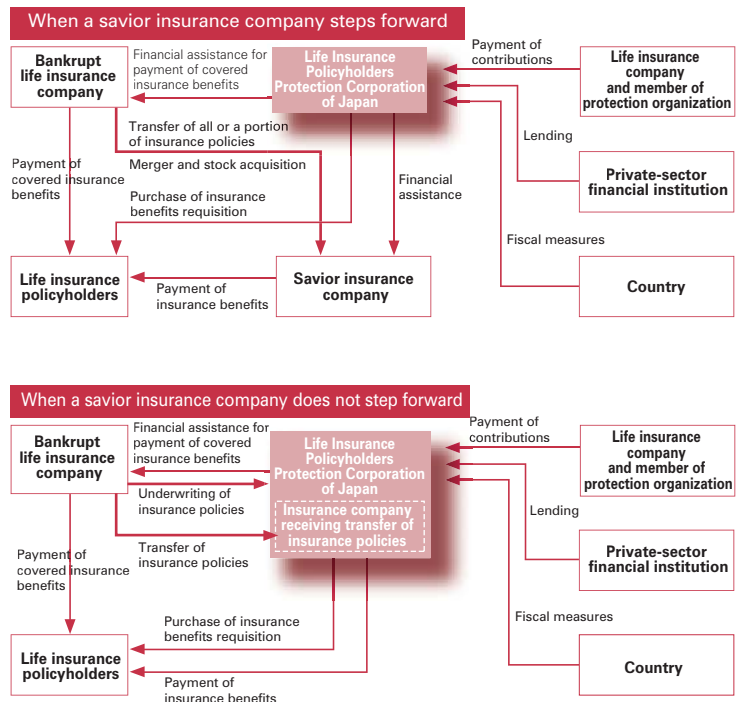 When a savior insurance company steps forward
Bankrupt
life insurance
company
Financial assistance for
payment of covered
insurance benefits
Life Insurance
Policyholders
Protection Corporation
of Japan
Payment of
contributions
Life insurance
company
and member of
protection organization
Transfer of all or a portion
of insurance policies
Merger and stock acquisition
Lending
Payment of
covered insurance
benefits
Purchase of insurance
benefits requisition
Financial
assistance
Private-sector
financial institution
Fiscal measures
Life insurance
policyholders
Payment of
insurance benefits
Savior insurance
company
Country
When a savior insurance company does not step forward
Bankrupt
life insurance
company
Financial assistance for
payment of covered
insurance benefits
Life Insurance
Policyholders
Protection Corporation
of Japan
Payment of
contributions
Life insurance
company
and member of
protection organization
Underwriting of
insurance policies
Insurance company
receiving transfer of
insurance policies
Lending
Payment of
covered insurance
benefits
Transfer of
insurance policies
Private-sector
financial institution
Purchase of insurance
benefits requisition
Fiscal measures
Life insurance
policyholders
Payment of
insurance benefits
Country